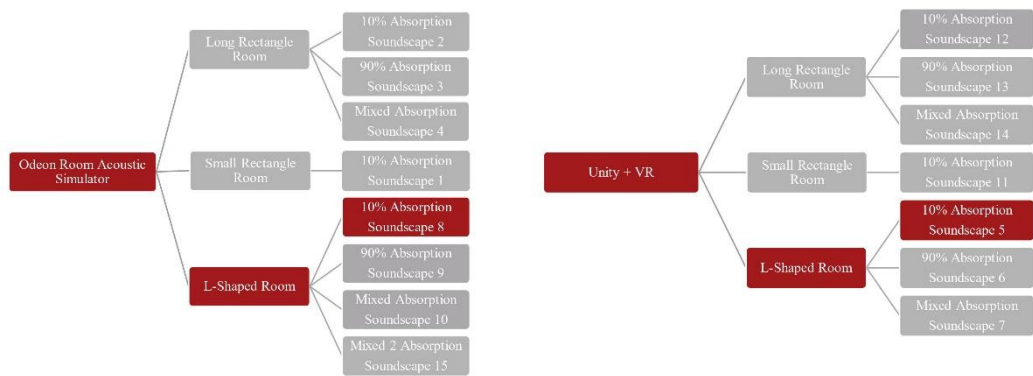 Odeon Room Acoustic
Simulator
Long Rectangle
Room
10% Absorption
Soundscape 2
90% Absorption
Soundscape 3
Mixed Absorption
Soundscape 4
Small Rectangle
Room
10% Absorption
Soundscape 1
L-Shaped Room
10% Absorption
Soundscape 8
90% Absorption
Soundscape 9
Mixed Absorption
Soundscape 10
Mixed 2 Absorption
Soundscape 15
Unity + VR
Long Rectangle
Room
10% Absorption
Soundscape 12
90% Absorption
Soundscape 13
Mixed Absorption
Soundscape 14
Small Rectangle
Room
10% Absorption
Soundscape 11
L-Shaped Room
10% Absorption
Soundscape 5
90% Absorption
Soundscape 6
Mixed Absorption
Soundscape 7